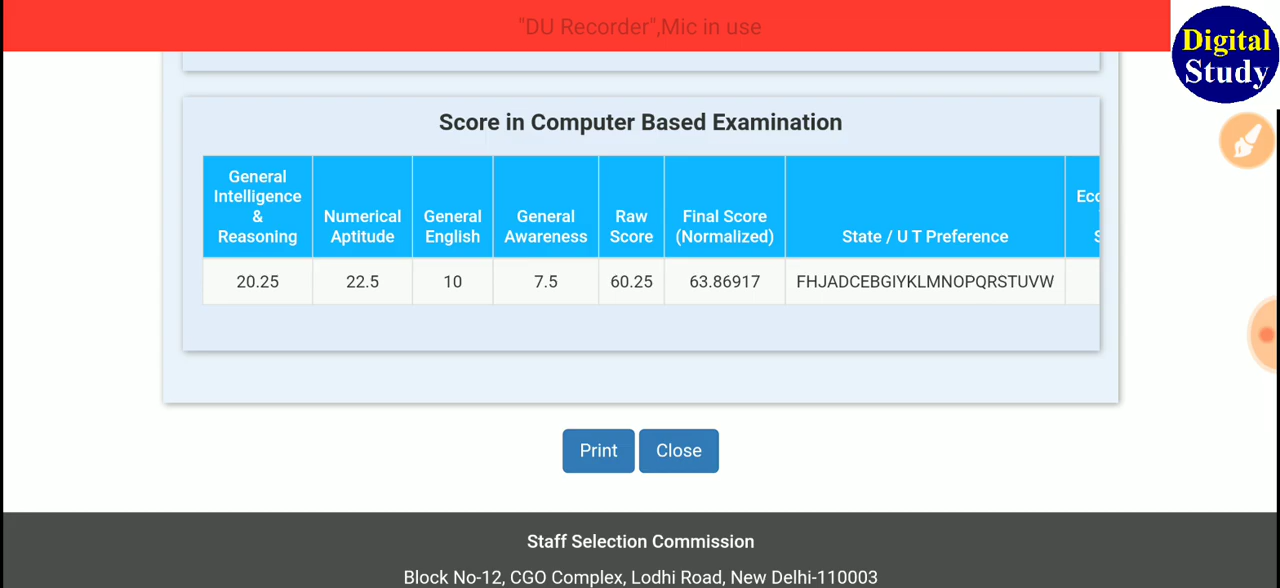 "DU Recorder",Mic in use
Digital
Study
Score in Computer Based Examination
General
Intelligence
&
Reasoning
Numerical
Aptitude
General
English
General
Awareness
Raw
Score
Final Score
(Normalized)
State / U T Preference
20.25 22.5 10 7.5 60.25 63.86917 FHJADCEBGIYKLMNOPQRSTUVW
Print Close
Staff Selection Commission
Block No-12, CGO Complex, Lodhi Road, New Delhi-110003